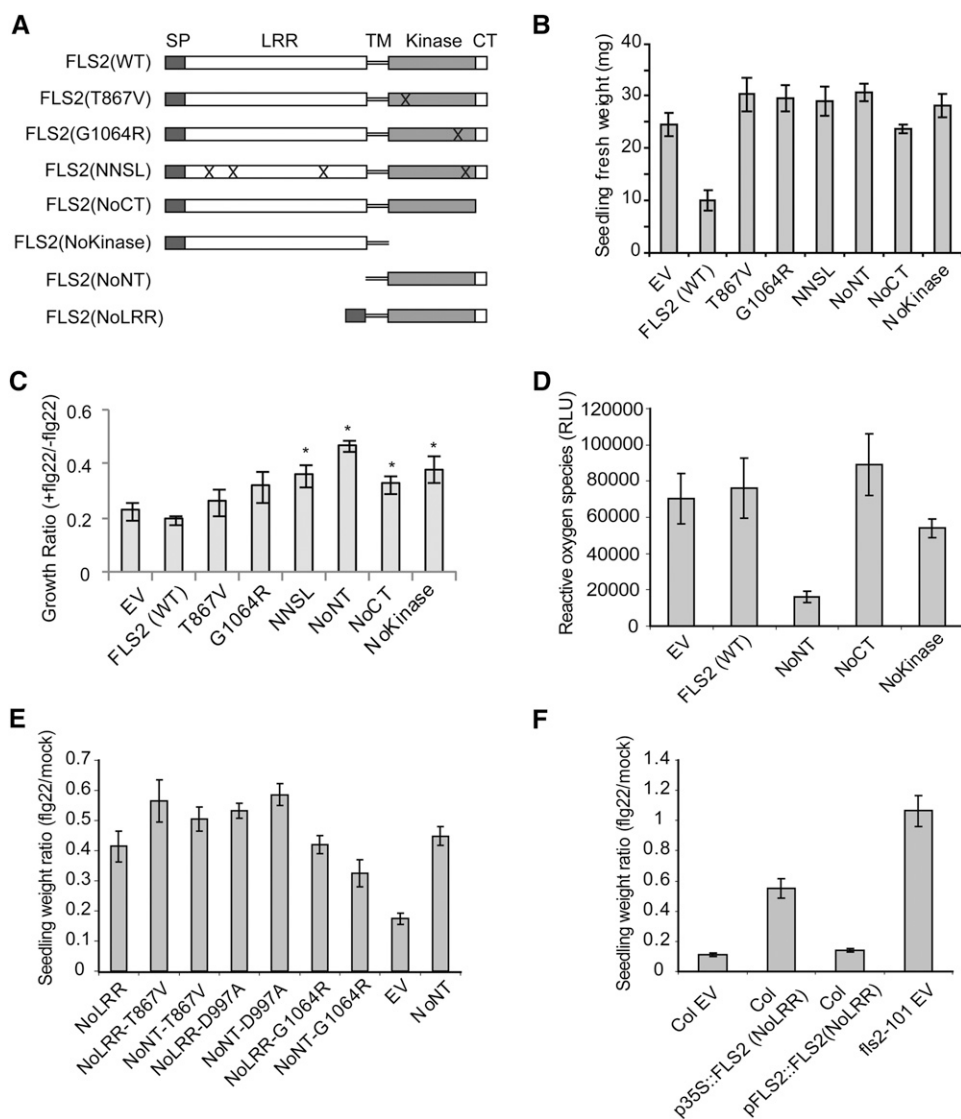 A
SP LRR TM Kinase CT
FLS2(WT)
FLS2(T867V)
X
FLS2(G1064R)
X
FLS2(NNSL)
X X X X
FLS2(NoCT)
FLS2(NoKinase)
FLS2(NoNT)
FLS2(NoLRR)
B
Seedling fresh weight (mg)
40
30
20
10
0
EV
FLS2 (WT)
T867V
G1064R
NNSL
NoNT
NoCT
NoKinase
C
Growth Ratio (+flg22/-flg22)
0.6
0.4
0.2
0
* * * *
EV
FLS2 (WT)
T867V
G1064R
NNSL
NoNT
NoCT
NoKinase
D
Reactive oxygen species (RLU)
120000
100000
80000
60000
40000
20000
0
EV
FLS2 (WT)
NoNT
NoCT
NoKinase
E
Seedling weight ratio (flg22/mock)
0.7
0.6
0.5
0.4
0.3
0.2
0.1
0
NoLRR
NoLRR-T867V
NoNT-T867V
NoLRR-D997A
NoNT-D997A
NoLRR-G1064R
NoNT-G1064R
EV
NoNT
F
Seedling weight ratio (flg22/mock)
1.4
1.2
1
0.8
0.6
0.4
0.2
0
Col EV
Col
p35S::FLS2 (NoLRR)
Col
pFLS2::FLS2(NoLRR)
fls2-101 EV